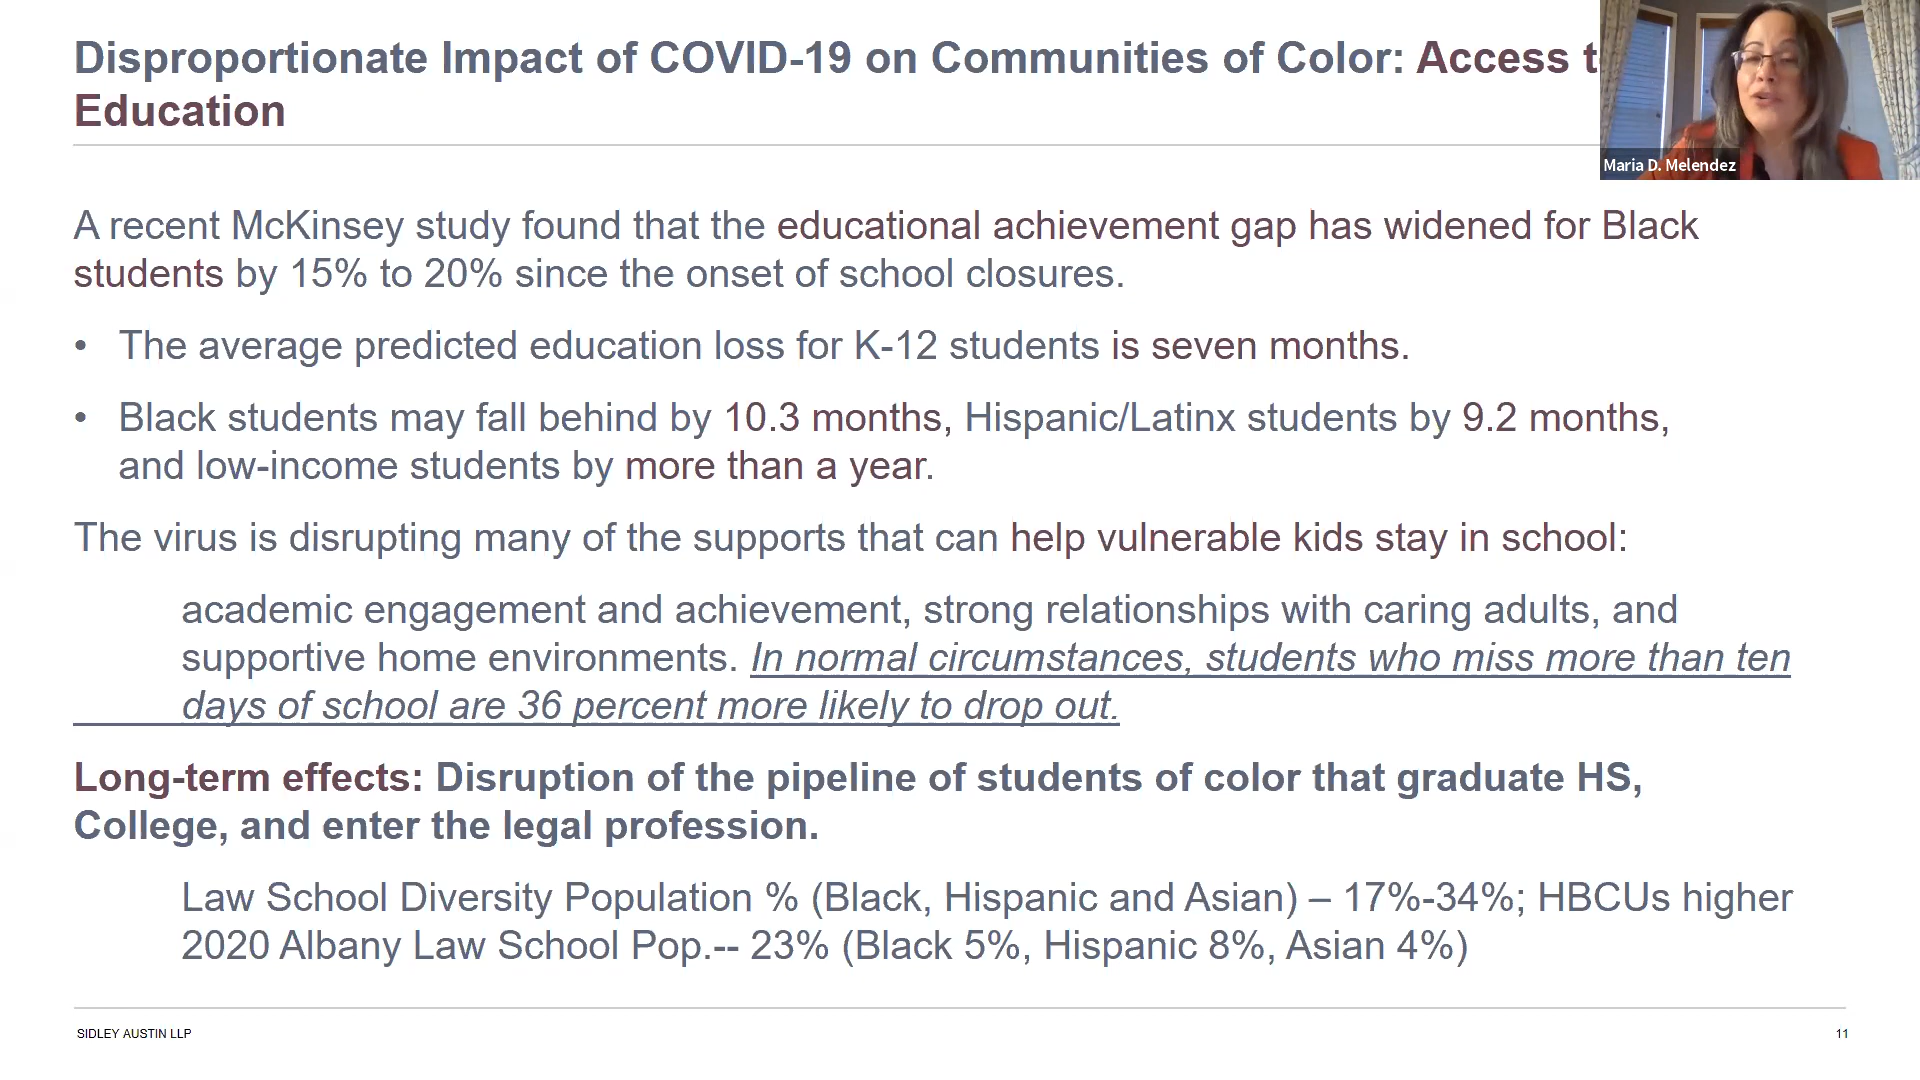 Disproportionate Impact of COVID-19 on Communities of Color: Access
Education
Maria D. Melendez
A recent McKinsey study found that the educational achievement gap has widened for Black
students by 15% to 20% since the onset of school closures.
• The average predicted education loss for K-12 students is seven months.
• Black students may fall behind by 10.3 months, Hispanic/Latinx students by 9.2 months,
and low-income students by more than a year.
The virus is disrupting many of the supports that can help vulnerable kids stay in school:
academic engagement and achievement, strong relationships with caring adults, and
supportive home environments. In normal circumstances, students who miss more than ten
days of school are 36 percent more likely to drop out.
Long-term effects: Disruption of the pipeline of students of color that graduate HS,
College, and enter the legal profession.
Law School Diversity Population % (Black, Hispanic and Asian) – 17%-34%; HBCUs higher
2020 Albany Law School Pop.-- 23% (Black 5%, Hispanic 8%, Asian 4%)
SIDLEY AUSTIN LLP
11